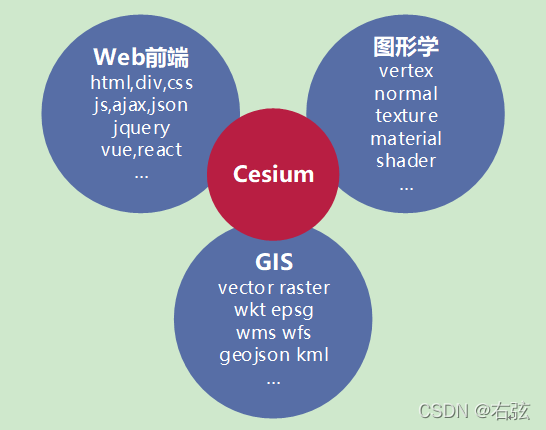 Web前端
html,div,css
js,ajax,json
jquery
vue,react
...
图形学
vertex
normal
texture
material
shader
...
Cesium
GIS
vector raster
wkt epsg
wms wfs
geojson kml
...
CSDN @右弦